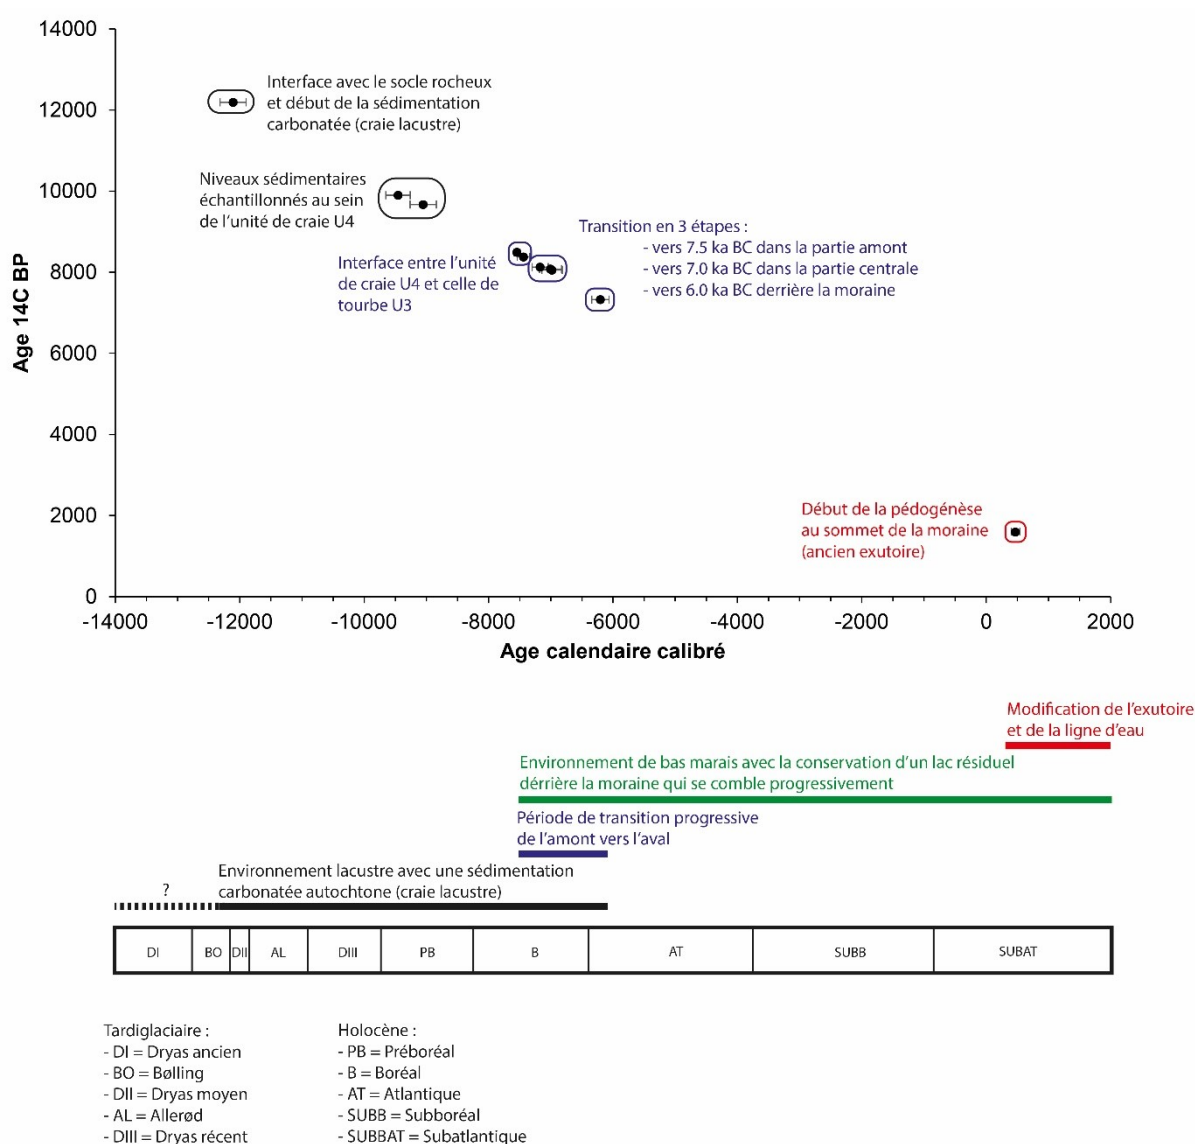 14000
12000
10000
8000
6000
4000
2000
0
Age 14C BP
Interface avec le socle rocheux
et début de la sédimentation
carbonatée (craie lacustre)
Niveaux sédimentaires
échantillonnés au sein
de l'unité de craie U4
Interface entre l'unité
de craie U4 et celle de
tourbe U3
Transition en 3 étapes :
- vers 7.5 ka BC dans la partie amont
- vers 7.0 ka BC dans la partie centrale
- vers 6.0 ka BC derrière la moraine
Début de la pédogénèse
au sommet de la moraine
(ancien exutoire)
-14000 -12000 -10000 -8000 -6000 -4000 -2000 0 2000
Age calendaire calibré
Modification de l'exutoire
et de la ligne d'eau
Environnement de bas marais avec la conservation d'un lac résiduel
dérrière la moraine qui se comble progressivement
Période de transition progressive
de l'amont vers l'aval
Environnement lacustre avec une sédimentation
carbonatée autochtone (craie lacustre)
?
DI BO DII AL DIII PB B AT SUBB SUBAT
Tardiglaciaire :
- DI = Dryas ancien
- BO = Bølling
- DII = Dryas moyen
- AL = Allerød
- DIII = Dryas récent
Holocène :
- PB = Préboréal
- B = Boréal
- AT = Atlantique
- SUBB = Subboréal
- SUBBAT = Subatlantique